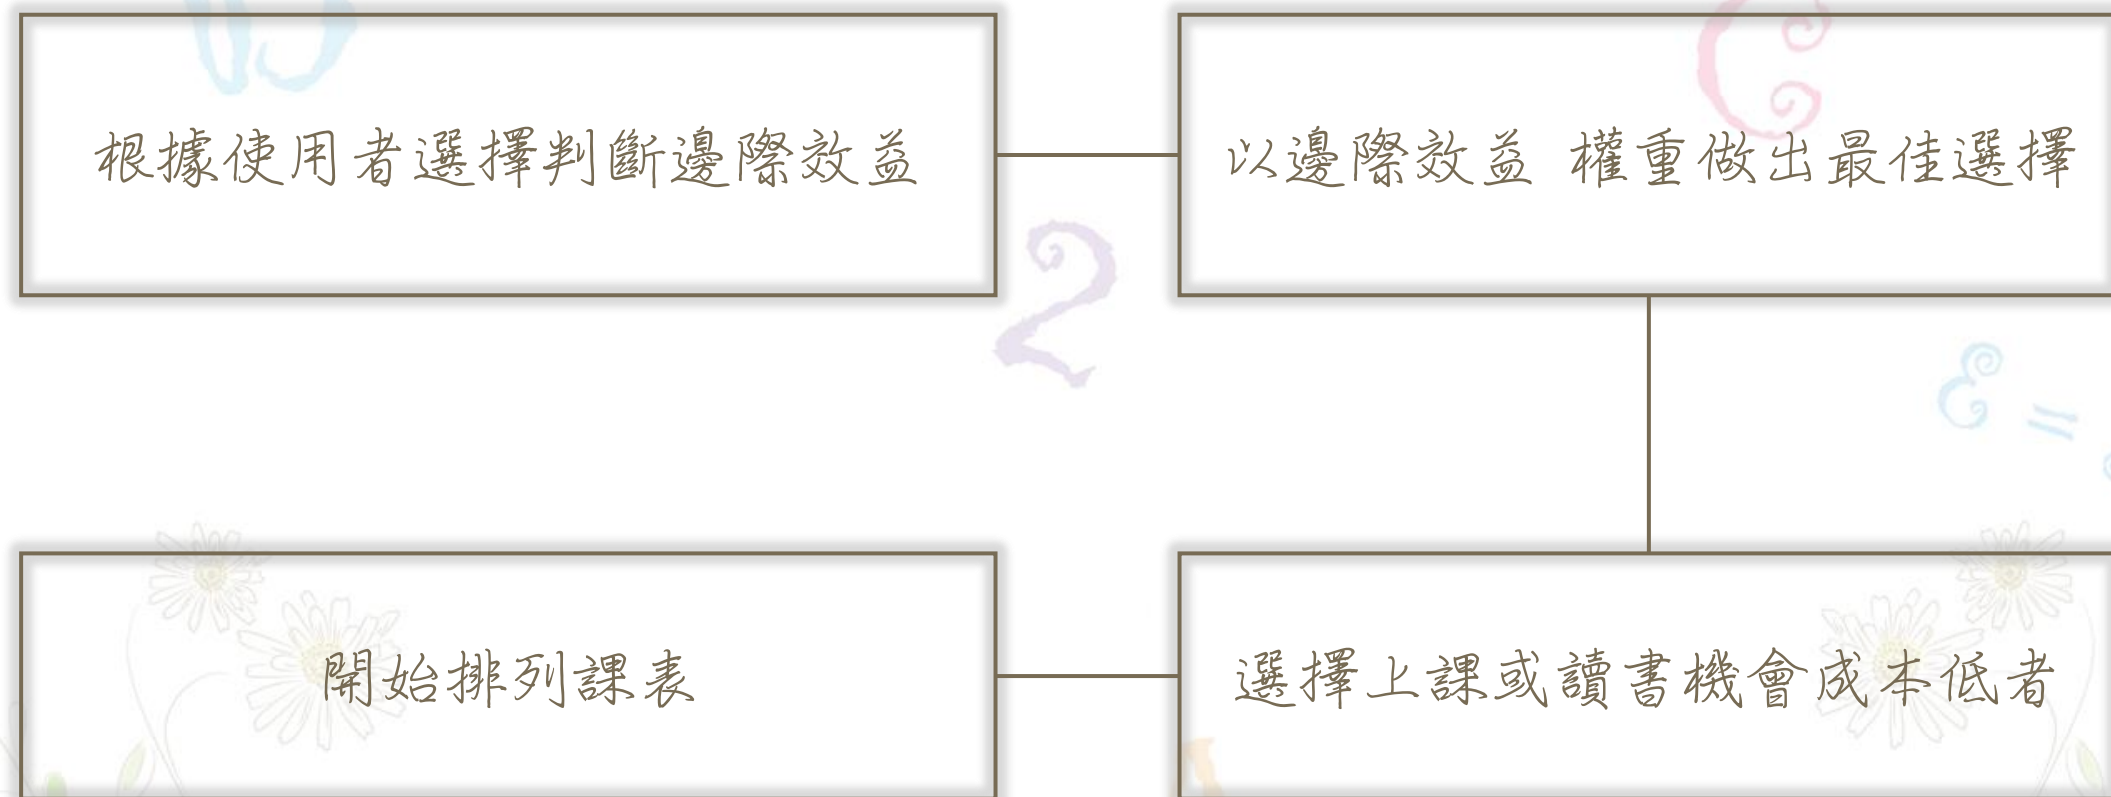 根據使用者選擇判斷邊際效益
以邊際效益 權重做出最佳選擇
選擇上課或讀書機會成本低者
開始排列課表
2
C
ε =